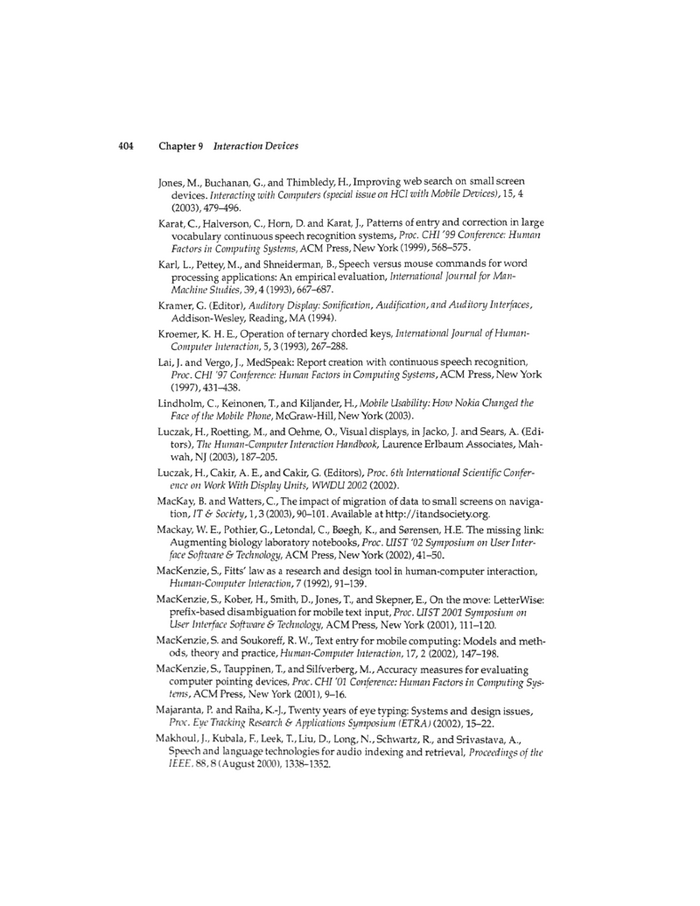 404 Chapter 9 Interaction Devices
Jones, M., Buchanan, G., and Thimbledy, H., Improving web search on small screen
devices. Interacting with Computers (special issue on HCI with Mobile Devices), 15, 4
(2003), 479–496.
Karat, C., Halverson, C., Horn, D. and Karat, J., Patterns of entry and correction in large
vocabulary continuous speech recognition systems, Proc. CHI '99 Conference: Human
Factors in Computing Systems, ACM Press, New York (1999), 568–575.
Karl, L., Pettey, M., and Shneiderman, B., Speech versus mouse commands for word
processing applications: An empirical evaluation, International Journal for Man-
Machine Studies, 39, 4 (1993), 667–687.
Kramer, G. (Editor), Auditory Display: Sonification, Audification, and Auditory Interfaces,
Addison-Wesley, Reading, MA (1994).
Kroemer, K. H. E., Operation of ternary chorded keys, International Journal of Human-
Computer Interaction, 5, 3 (1993), 267–288.
Lai, J. and Vergo, J., MedSpeak: Report creation with continuous speech recognition,
Proc. CHI '97 Conference: Human Factors in Computing Systems, ACM Press, New York
(1997), 431–438.
Lindholm, C., Keinonen, T., and Kiljander, H., Mobile Usability: How Nokia Changed the
Face of the Mobile Phone, McGraw-Hill, New York (2003).
Luczak, H., Roetting, M., and Oehme, O., Visual displays, in Jacko, J. and Sears, A. (Edi-
tors), The Human-Computer Interaction Handbook, Laurence Erlbaum Associates, Mah-
wah, NJ (2003), 187–205.
Luczak, H., Cakir, A. E., and Cakir, G. (Editors), Proc. 6th International Scientific Confer-
ence on Work With Display Units, WWDU 2002 (2002).
MacKay, B. and Watters, C., The impact of migration of data to small screens on naviga-
tion, IT & Society, 1, 3 (2003), 90–101. Available at http://itandsociety.org.
Mackay, W. E., Pothier, G., Letondal, C., Bøegh, K., and Sørensen, H.E. The missing link:
Augmenting biology laboratory notebooks, Proc. UIST '02 Symposium on User Inter-
face Software & Technology, ACM Press, New York (2002), 41–50.
MacKenzie, S., Fitts' law as a research and design tool in human-computer interaction,
Human-Computer Interaction, 7 (1992), 91–139.
MacKenzie, S., Kober, H., Smith, D., Jones, T., and Skepner, E., On the move: LetterWise:
prefix-based disambiguation for mobile text input, Proc. UIST 2001 Symposium on
User Interface Software & Technology, ACM Press, New York (2001), 111–120.
MacKenzie, S. and Soukoreff, R. W., Text entry for mobile computing: Models and meth-
ods, theory and practice, Human-Computer Interaction, 17, 2 (2002), 147–198.
MacKenzie, S., Tauppinen, T., and Silfverberg, M., Accuracy measures for evaluating
computer pointing devices, Proc. CHI '01 Conference: Human Factors in Computing Sys-
tems, ACM Press, New York (2001), 9–16.
Majaranta, P. and Raiha, K.-J., Twenty years of eye typing: Systems and design issues,
Proc. Eye Tracking Research & Applications Symposium (ETRA) (2002), 15–22.
Makhoul, J., Kubala, F., Leek, T., Liu, D., Long, N., Schwartz, R., and Srivastava, A.,
Speech and language technologies for audio indexing and retrieval, Proceedings of the
IEEE, 88, 8 (August 2000), 1338–1352.